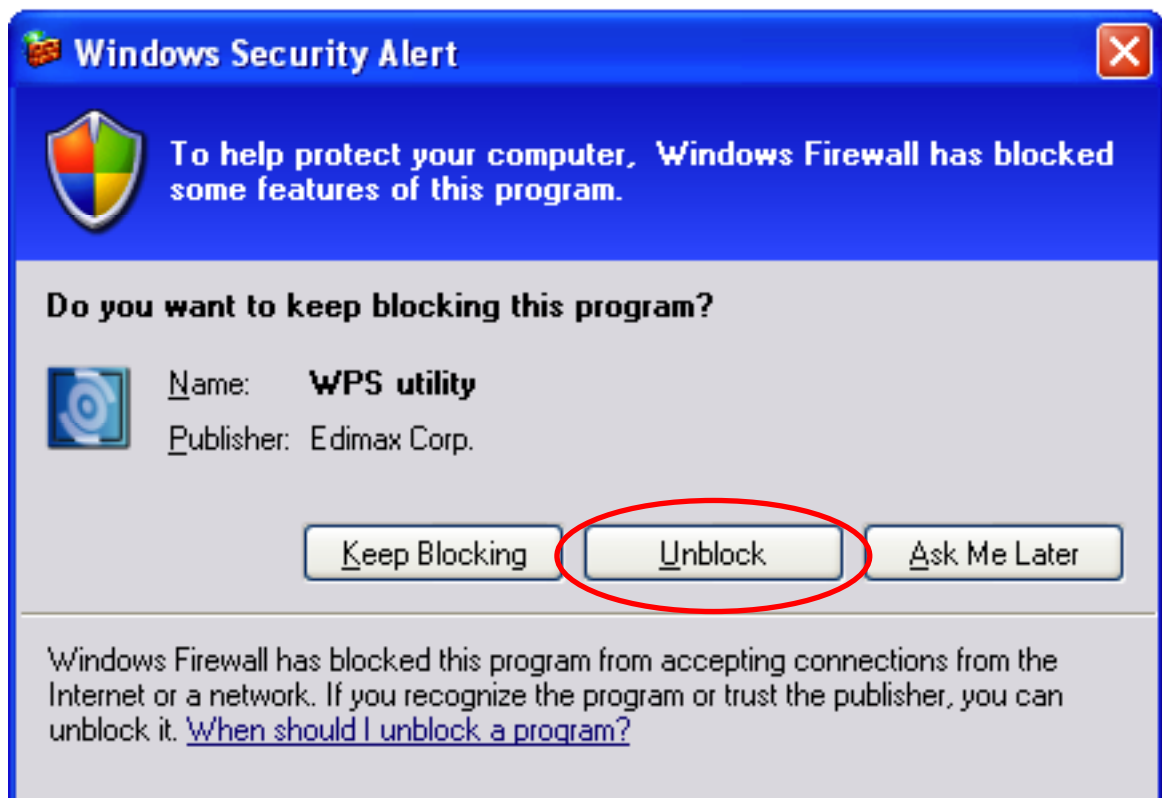 Windows Security Alert
To help protect your computer, Windows Firewall has blocked
some features of this program.
Do you want to keep blocking this program?
Name: WPS utility
Publisher: Edimax Corp.
Keep Blocking Unblock Ask Me Later
Windows Firewall has blocked this program from accepting connections from the
Internet or a network. If you recognize the program or trust the publisher, you can
unblock it. When should I unblock a program?